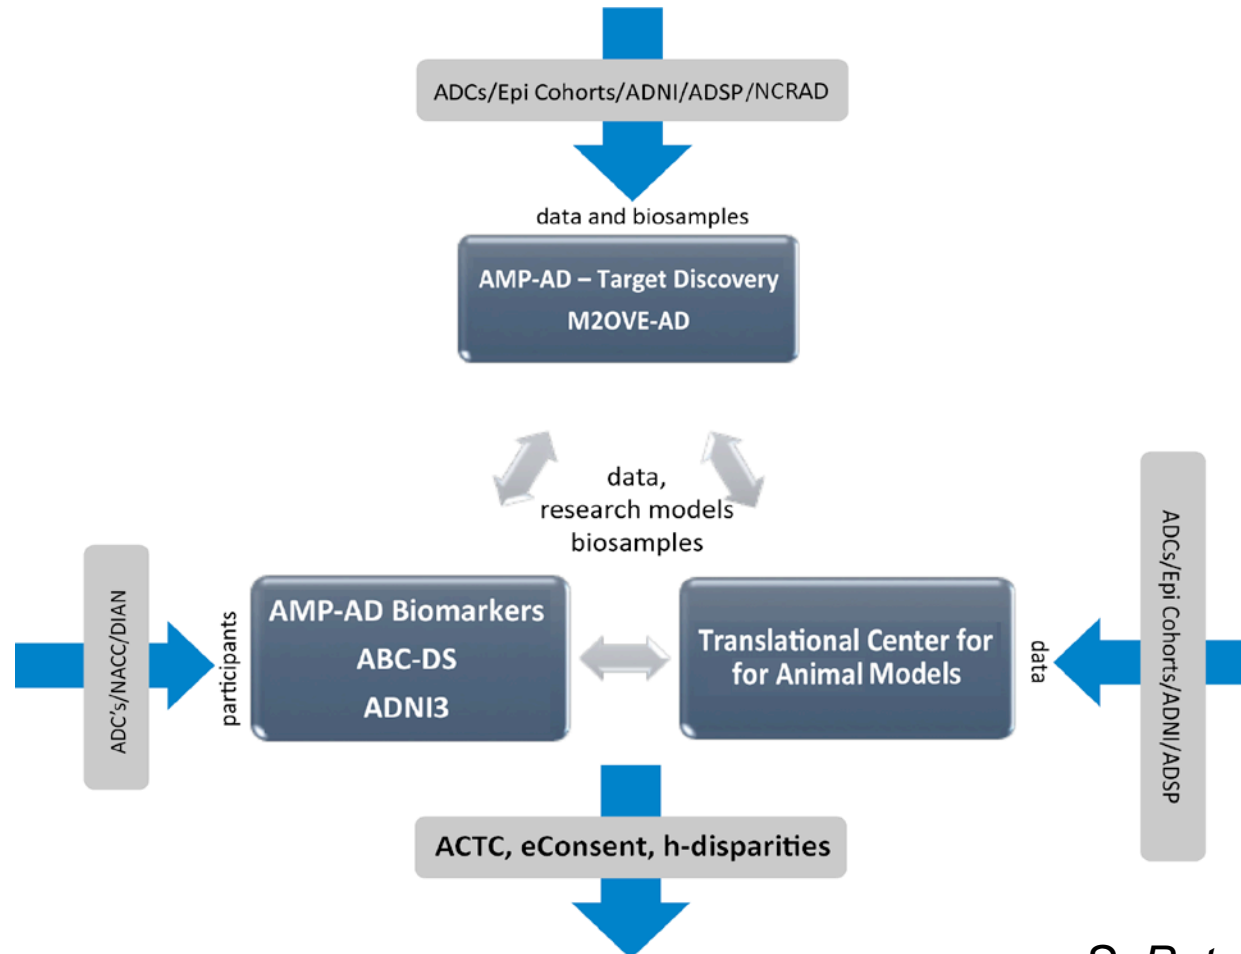 ADCs/Epi Cohorts/ADNI/ADSP/NCRAD
data and biosamples
AMP-AD – Target Discovery
M2OVE-AD
data,
research models
biosamples
ADC's/NACC/DIAN
participants
AMP-AD Biomarkers
ABC-DS
ADNI3
Translational Center for
for Animal Models
data
ADCs/Epi Cohorts/ADNI/ADSP
ACTC, eConsent, h-disparities